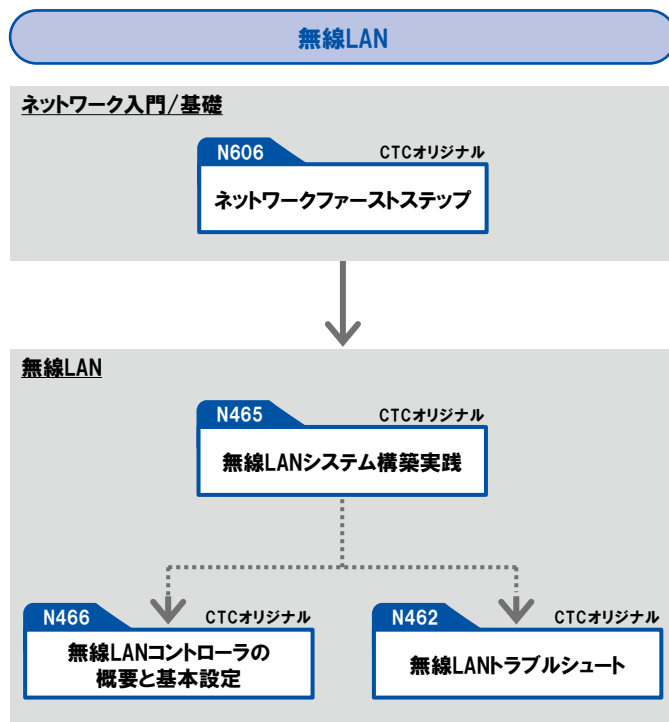 無線LAN
ネットワーク入門/基礎
N606 CTCオリジナル
ネットワークファーストステップ
無線LAN
N465 CTCオリジナル
無線LANシステム構築実践
N466 CTCオリジナル
無線LANコントローラの
概要と基本設定
N462 CTCオリジナル
無線LANトラブルシュート